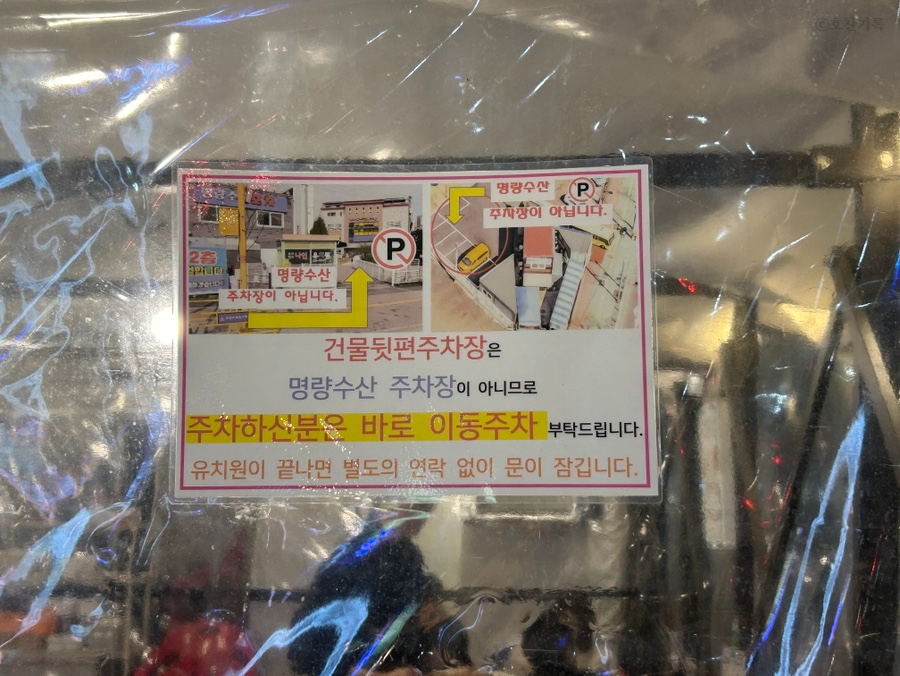 명량수산
주차장이 아닙니다.
P
2층
명량수산
P
주차장이 아닙니다.
건물뒷편주차장은
명량수산 주차장이 아니므로
주차하신분은 바로 이동주차 부탁드립니다.
유치원이 끝나면 별도의 연락 없이 문이 잠깁니다.